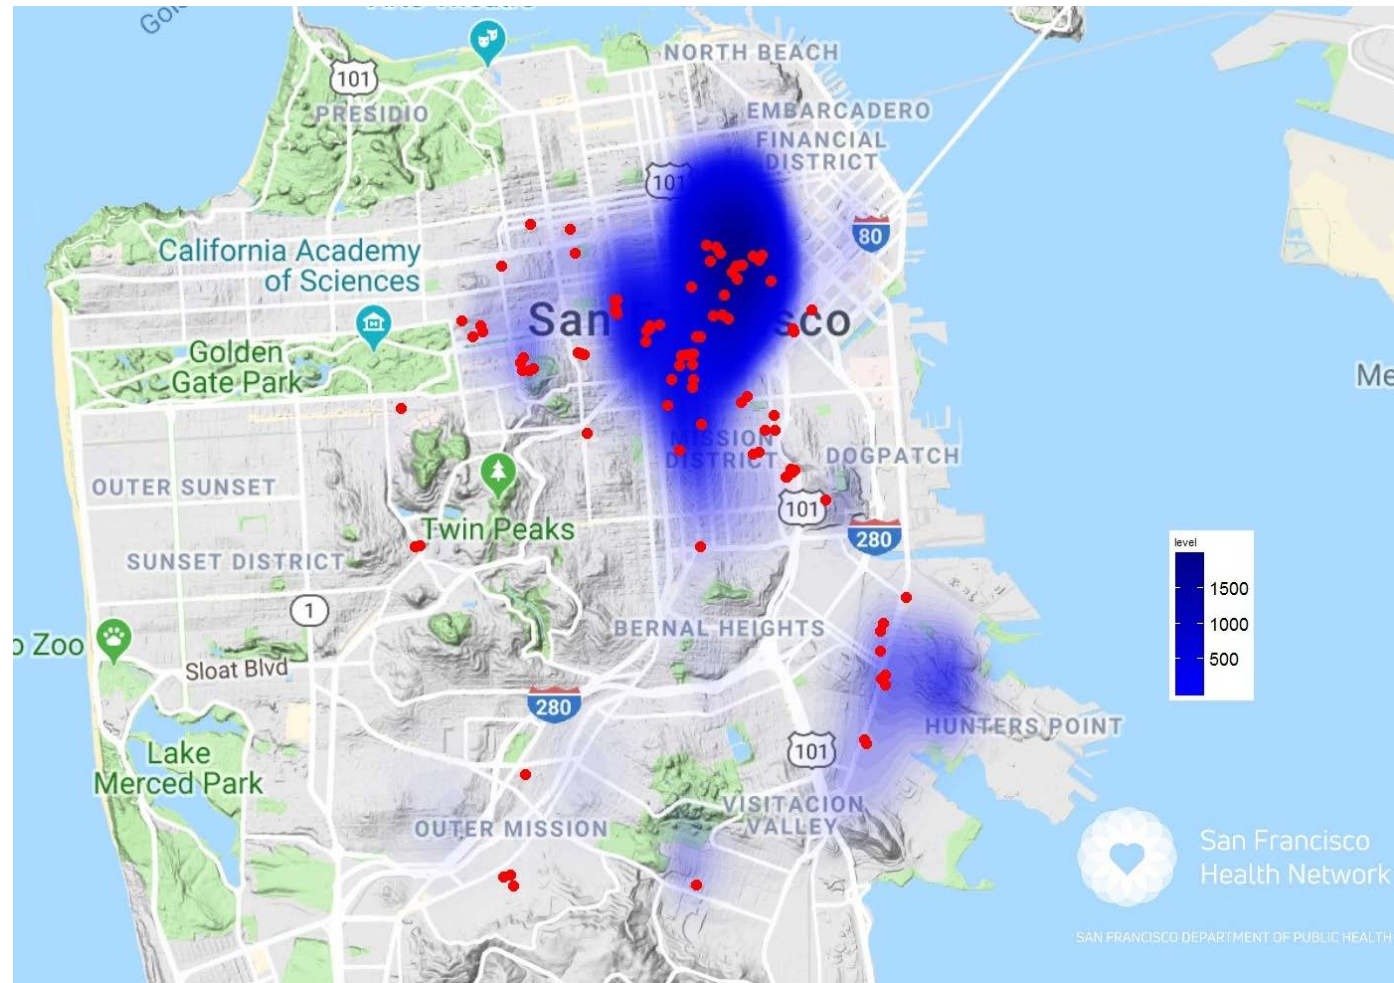 NORTH BEACH
101
PRESIDIO
EMBARCADERO
FINANCIAL
DISTRICT
101
80
California Academy
of Sciences
San
sco
Golden
Gate Park
Me
MISSION
DISTRICT
DOGPATCH
OUTER SUNSET
101
Twin Peaks
280
SUNSET DISTRICT
level
1500
1000
500
1
BERNAL HEIGHTS
o Zoo
Sloat Blvd
280
HUNTERS POINT
101
Lake
Merced Park
VISITACION
VALLEY
OUTER MISSION
San Francisco
Health Network
SAN FRANCISCO DEPARTMENT OF PUBLIC HEALTH